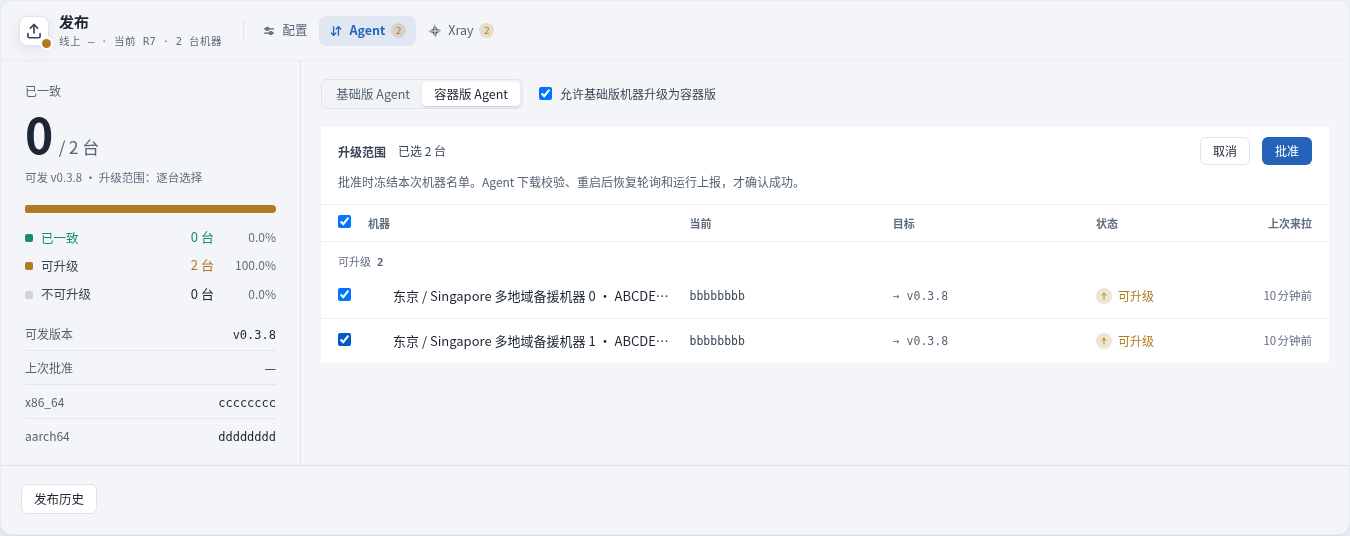 发布
线上 — · 当前 R7 · 2 台机器
配置
Agent 2
Xray 2
已一致
0 / 2 台
可发 v0.3.8 • 升级范围：逐台选择
已一致 0 台 0.0%
可升级 2 台 100.0%
不可升级 0 台 0.0%
可发版本 v0.3.8
上次批准 —
x86_64 cccccccc
aarch64 dddddddd
基础版 Agent 容器版 Agent 允许基础版机器升级为容器版
升级范围 已选 2 台 取消 批准
批准时冻结本次机器名单。Agent 下载校验、重启后恢复轮询和运行上报，才确认成功。
机器 当前 目标 状态 上次来拉
可升级 2
东京 / Singapore 多地域备援机器 0 • ABCDE… bbbbbbbb → v0.3.8 ↑ 可升级 10 分钟前
东京 / Singapore 多地域备援机器 1 • ABCDE… bbbbbbbb → v0.3.8 ↑ 可升级 10 分钟前
发布历史